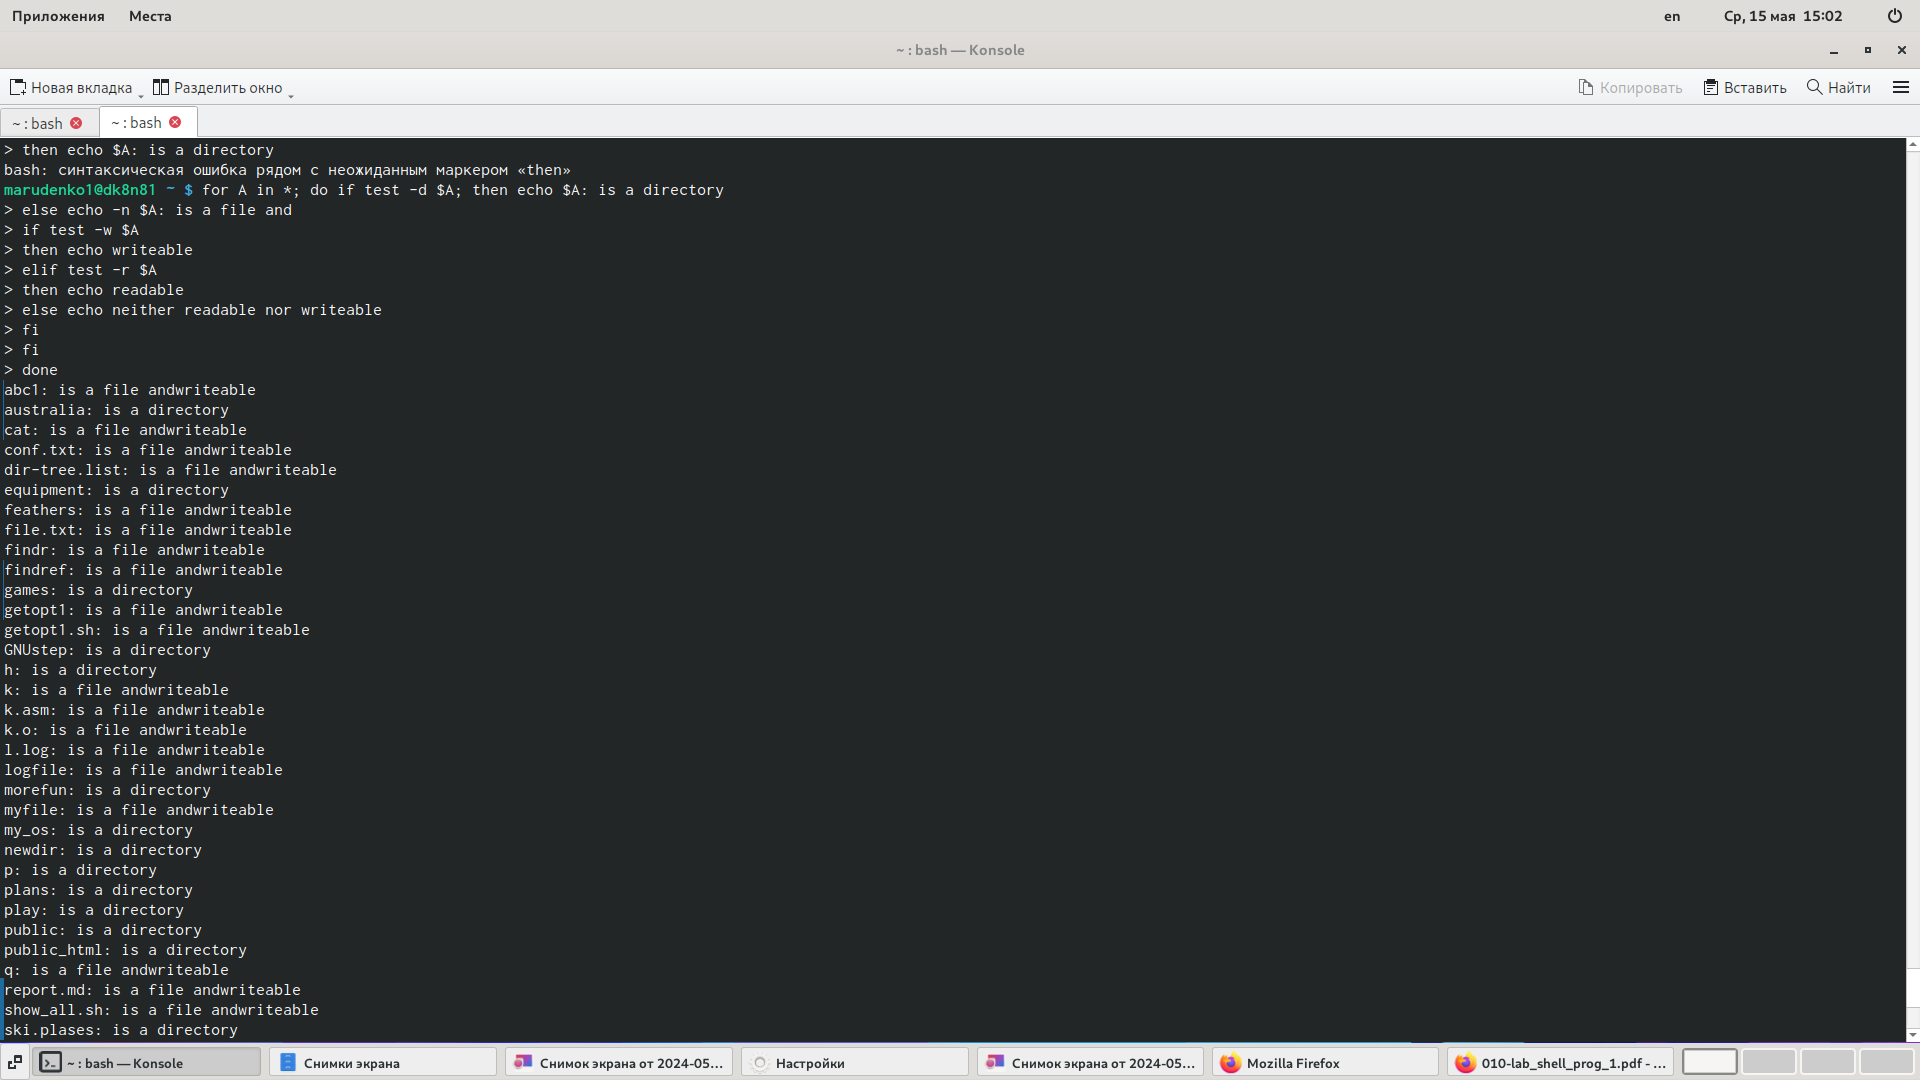 Приложения Места en Ср, 15 мая 15:02
~ : bash — Konsole
Новая вкладка Разделить окно Копировать Вставить Найти
~ : bash ~ : bash
> then echo $A: is a directory
bash: синтаксическая ошибка рядом с неожиданным маркером «then»
marudenko1@dk8n81 ~ $ for A in *; do if test -d $A; then echo $A: is a directory
> else echo -n $A: is a file and
> if test -w $A
> then echo writeable
> elif test -r $A
> then echo readable
> else echo neither readable nor writeable
> fi
> fi
> done
abc1: is a file andwriteable
australia: is a directory
cat: is a file andwriteable
conf.txt: is a file andwriteable
dir-tree.list: is a file andwriteable
equipment: is a directory
feathers: is a file andwriteable
file.txt: is a file andwriteable
findr: is a file andwriteable
findref: is a file andwriteable
games: is a directory
getopt1: is a file andwriteable
getopt1.sh: is a file andwriteable
GNUstep: is a directory
h: is a directory
k: is a file andwriteable
k.asm: is a file andwriteable
k.o: is a file andwriteable
l.log: is a file andwriteable
logfile: is a file andwriteable
morefun: is a directory
myfile: is a file andwriteable
my_os: is a directory
newdir: is a directory
p: is a directory
plans: is a directory
play: is a directory
public: is a directory
public_html: is a directory
q: is a file andwriteable
report.md: is a file andwriteable
show_all.sh: is a file andwriteable
ski.plases: is a directory
~ : bash — Konsole Снимки экрана Снимок экрана от 2024-05... Настройки Снимок экрана от 2024-05... Mozilla Firefox 010-lab_shell_prog_1.pdf - ...